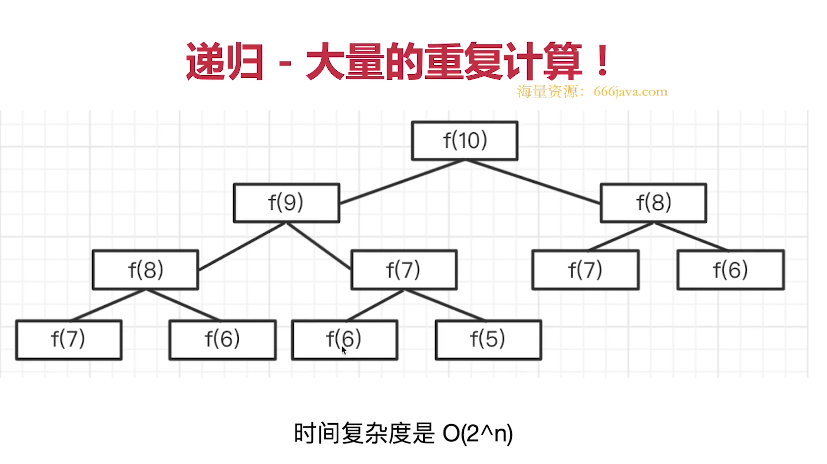 递归 - 大量的重复计算！
海量资源：666java.com
f(10)
f(9) f(8)
f(8) f(7) f(7) f(6)
f(7) f(6) f(6) f(5)
时间复杂度是 O(2^n)